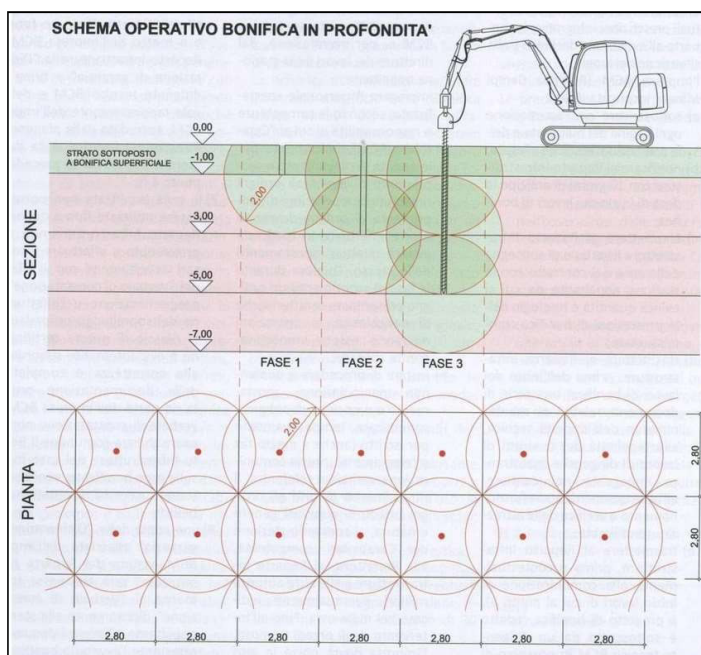 SCHEMA OPERATIVO BONIFICA IN PROFONDITA'
0,00
STRATO SOTTOPOSTO
A BONIFICA SUPERFICIALE
-1,00
2,00
-3,00
-5,00
-7,00
SEZIONE
FASE 1 FASE 2 FASE 3
2,00
PIANTA
2,80
2,80
2,80 2,80 2,80 2,80 2,80 2,80 2,80